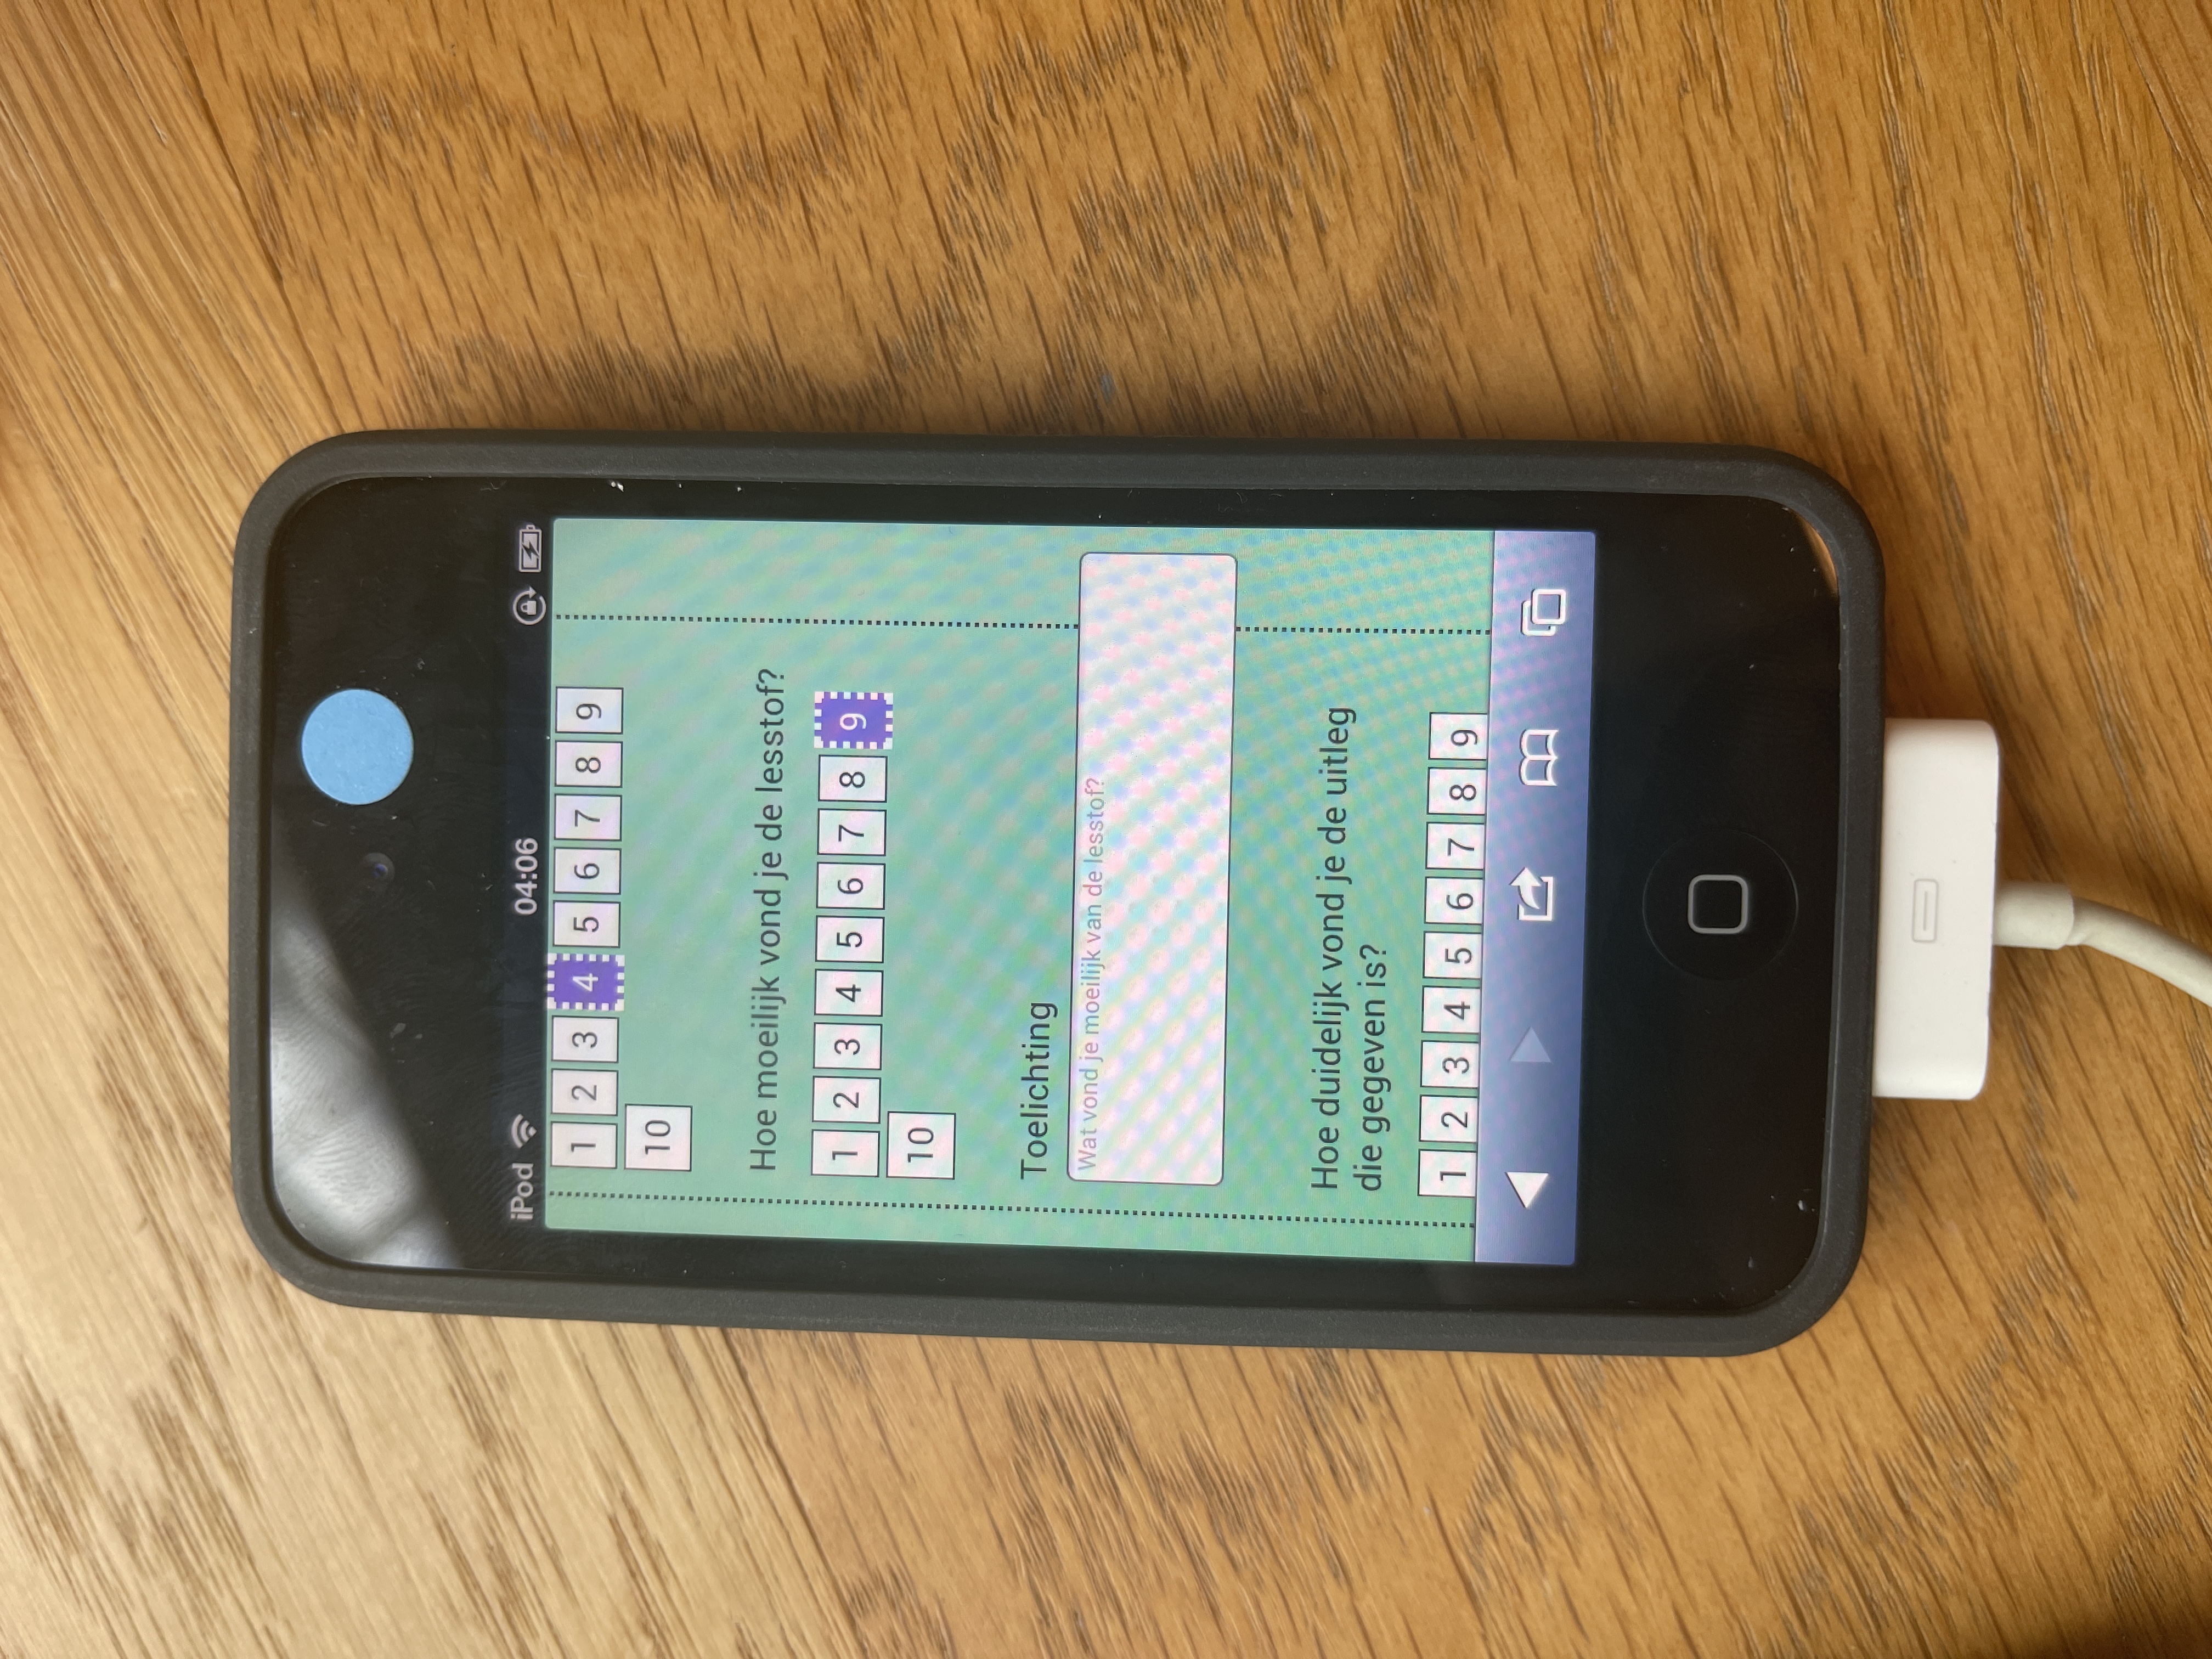 iPod 04:06
1 2 3 4 5 6 7 8 9
10
Hoe moeilijk vond je de lesstof?
1 2 3 4 5 6 7 8 9
10
Toelichting
Wat vond je moeilijk van de lesstof?
Hoe duidelijk vond je de uitleg
die gegeven is?
1 2 3 4 5 6 7 8 9